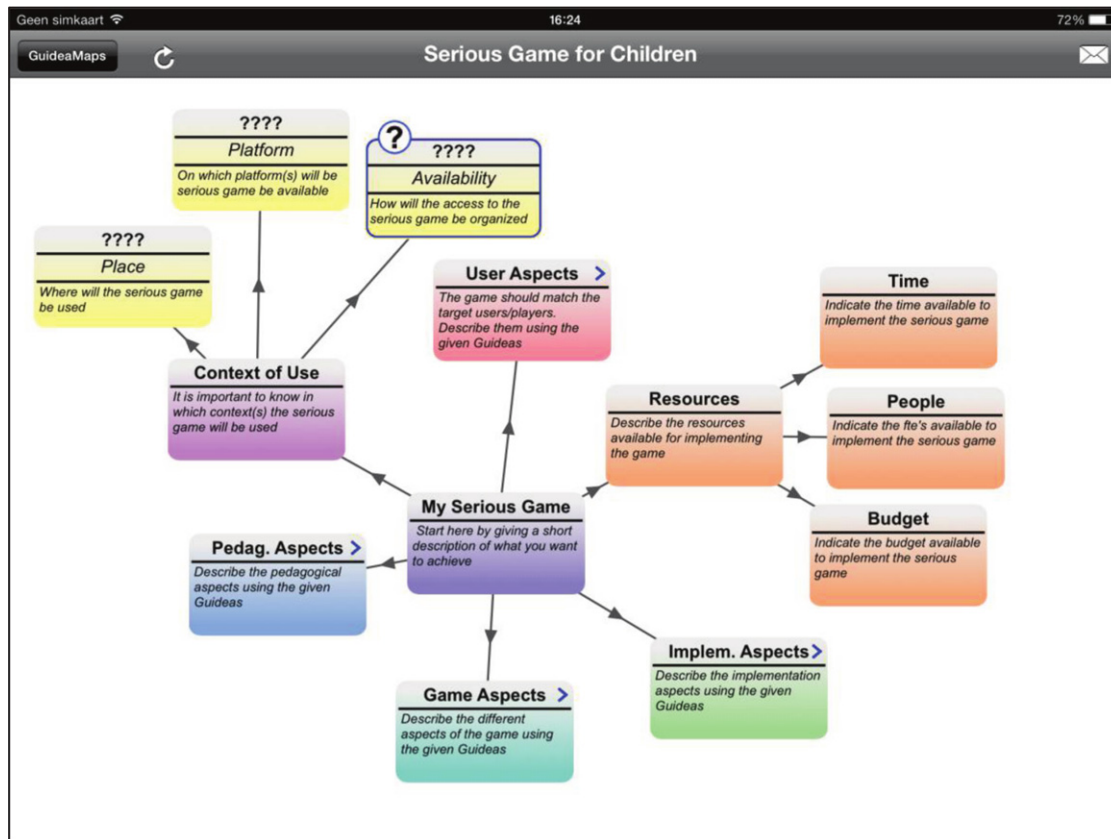 Geen simkaart 16:24 72%
GuideaMaps
Serious Game for Children
????
Platform
On which platform(s) will be
serious game be available
?
????
Availability
How will the access to the
serious game be organized
????
Place
Where will the serious game
be used
User Aspects >
The game should match the
target users/players.
Describe them using the
given Guideas
Time
Indicate the time available to
implement the serious game
Context of Use
It is important to know in
which context(s) the serious
game will be used
Resources
Describe the resources
available for implementing
the game
People
Indicate the fte's available to
implement the serious game
My Serious Game
Start here by giving a short
description of what you want
to achieve
Budget
Indicate the budget available
to implement the serious
game
Pedag. Aspects >
Describe the pedagogical
aspects using the given
Guideas
Implem. Aspects >
Describe the implementation
aspects using the given
Guideas
Game Aspects >
Describe the different
aspects of the game using
the given Guideas